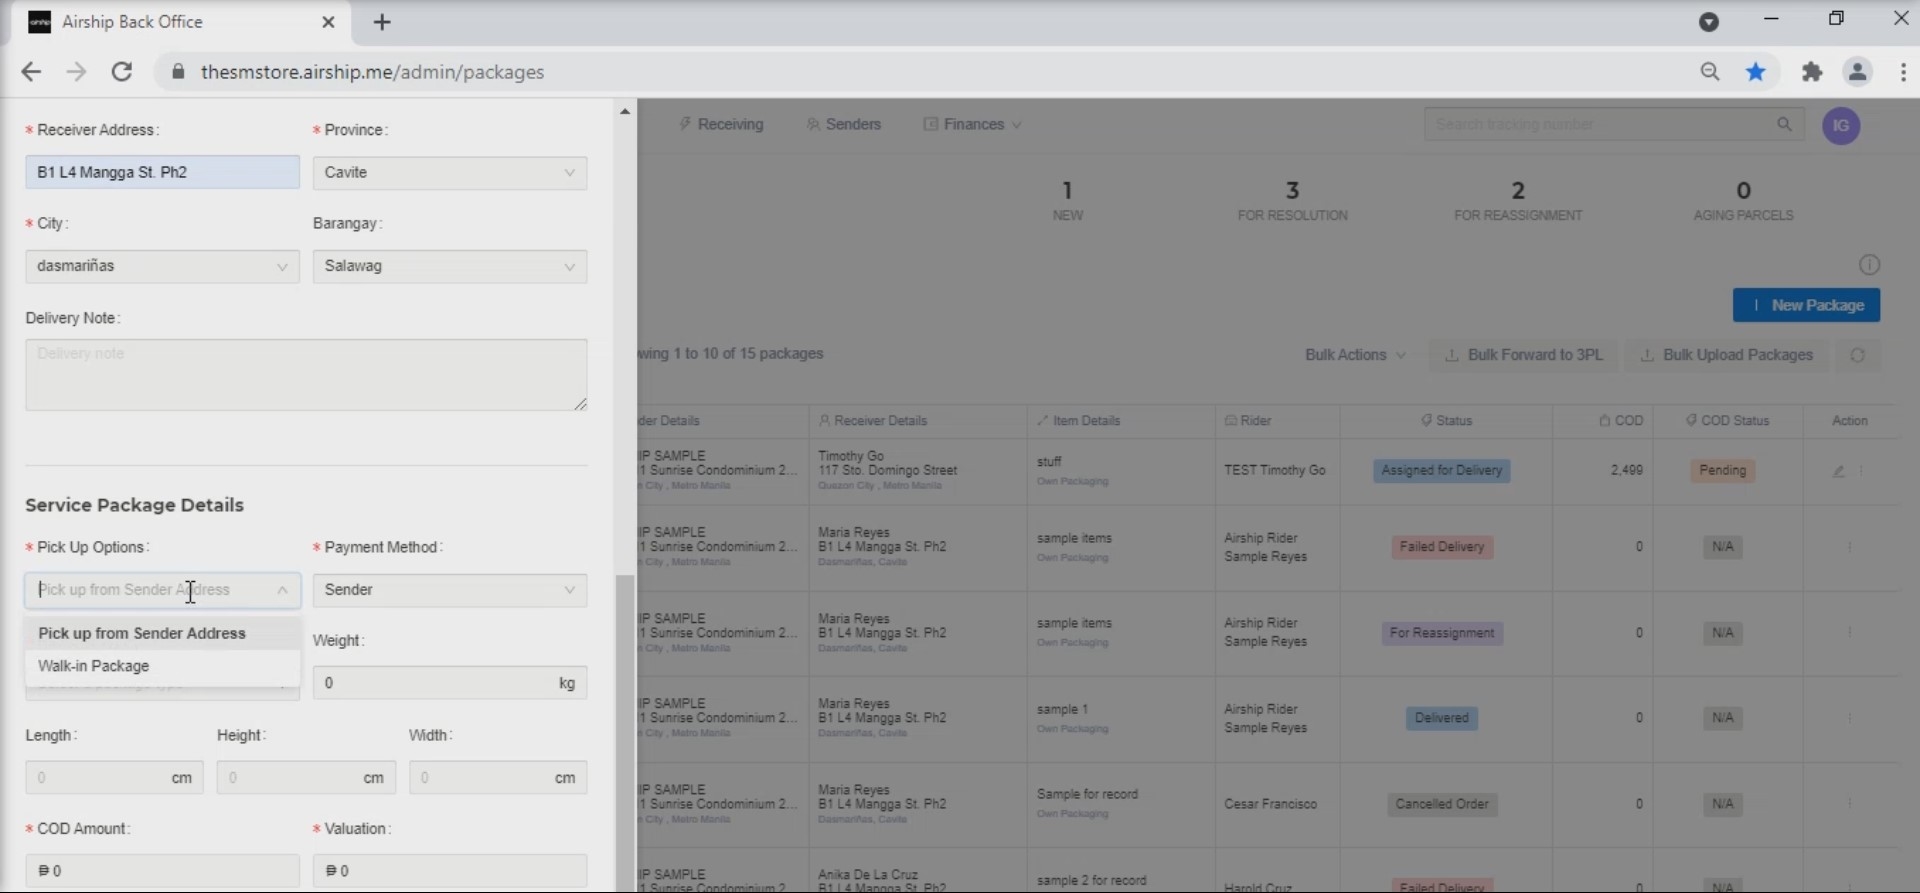 Airship Back Office
thesmstore.airship.me/admin/packages
* Receiver Address:
* Province:
B1 L4 Mangga St. Ph2
Cavite
* City:
Barangay:
dasmariñas
Salawag
Delivery Note:
Delivery note
Service Package Details
* Pick Up Options:
* Payment Method:
Pick up from Sender Address
Sender
Pick up from Sender Address
Walk-in Package
Weight:
0 kg
Length:
Height:
Width:
0 cm
0 cm
0 cm
* COD Amount:
* Valuation:
₱ 0
₱ 0
Receiving
Senders
Finances
Search tracking number
IG
1
NEW
3
FOR RESOLUTION
2
FOR REASSIGNMENT
0
AGING PARCELS
New Package
wing 1 to 10 of 15 packages
Bulk Actions
Bulk Forward to 3PL
Bulk Upload Packages
der Details
Receiver Details
Item Details
Rider
Status
COD
COD Status
Action
IP SAMPLE
1 Sunrise Condominium 2...
City , Metro Manila
Timothy Go
117 Sto. Domingo Street
Quezon City , Metro Manila
stuff
Own Packaging
TEST Timothy Go
Assigned for Delivery
2,499
Pending
IP SAMPLE
1 Sunrise Condominium 2...
City , Metro Manila
Maria Reyes
B1 L4 Mangga St. Ph2
Dasmariñas, Cavite
sample items
Own Packaging
Airship Rider
Sample Reyes
Failed Delivery
0
N/A
IP SAMPLE
1 Sunrise Condominium 2...
City , Metro Manila
Maria Reyes
B1 L4 Mangga St. Ph2
Dasmariñas, Cavite
sample items
Own Packaging
Airship Rider
Sample Reyes
For Reassignment
0
N/A
IP SAMPLE
1 Sunrise Condominium 2...
City , Metro Manila
Maria Reyes
B1 L4 Mangga St. Ph2
Dasmariñas, Cavite
sample 1
Own Packaging
Airship Rider
Sample Reyes
Delivered
0
N/A
IP SAMPLE
1 Sunrise Condominium 2...
City , Metro Manila
Maria Reyes
B1 L4 Mangga St. Ph2
Dasmariñas, Cavite
Sample for record
Own Packaging
Cesar Francisco
Cancelled Order
0
N/A
IP SAMPLE
1 Sunrise Condominium 2...
Anika De La Cruz
B1 L4 Mangga St. Ph2
sample 2 for record
Harold Cruz
Failed Delivery
0
N/A